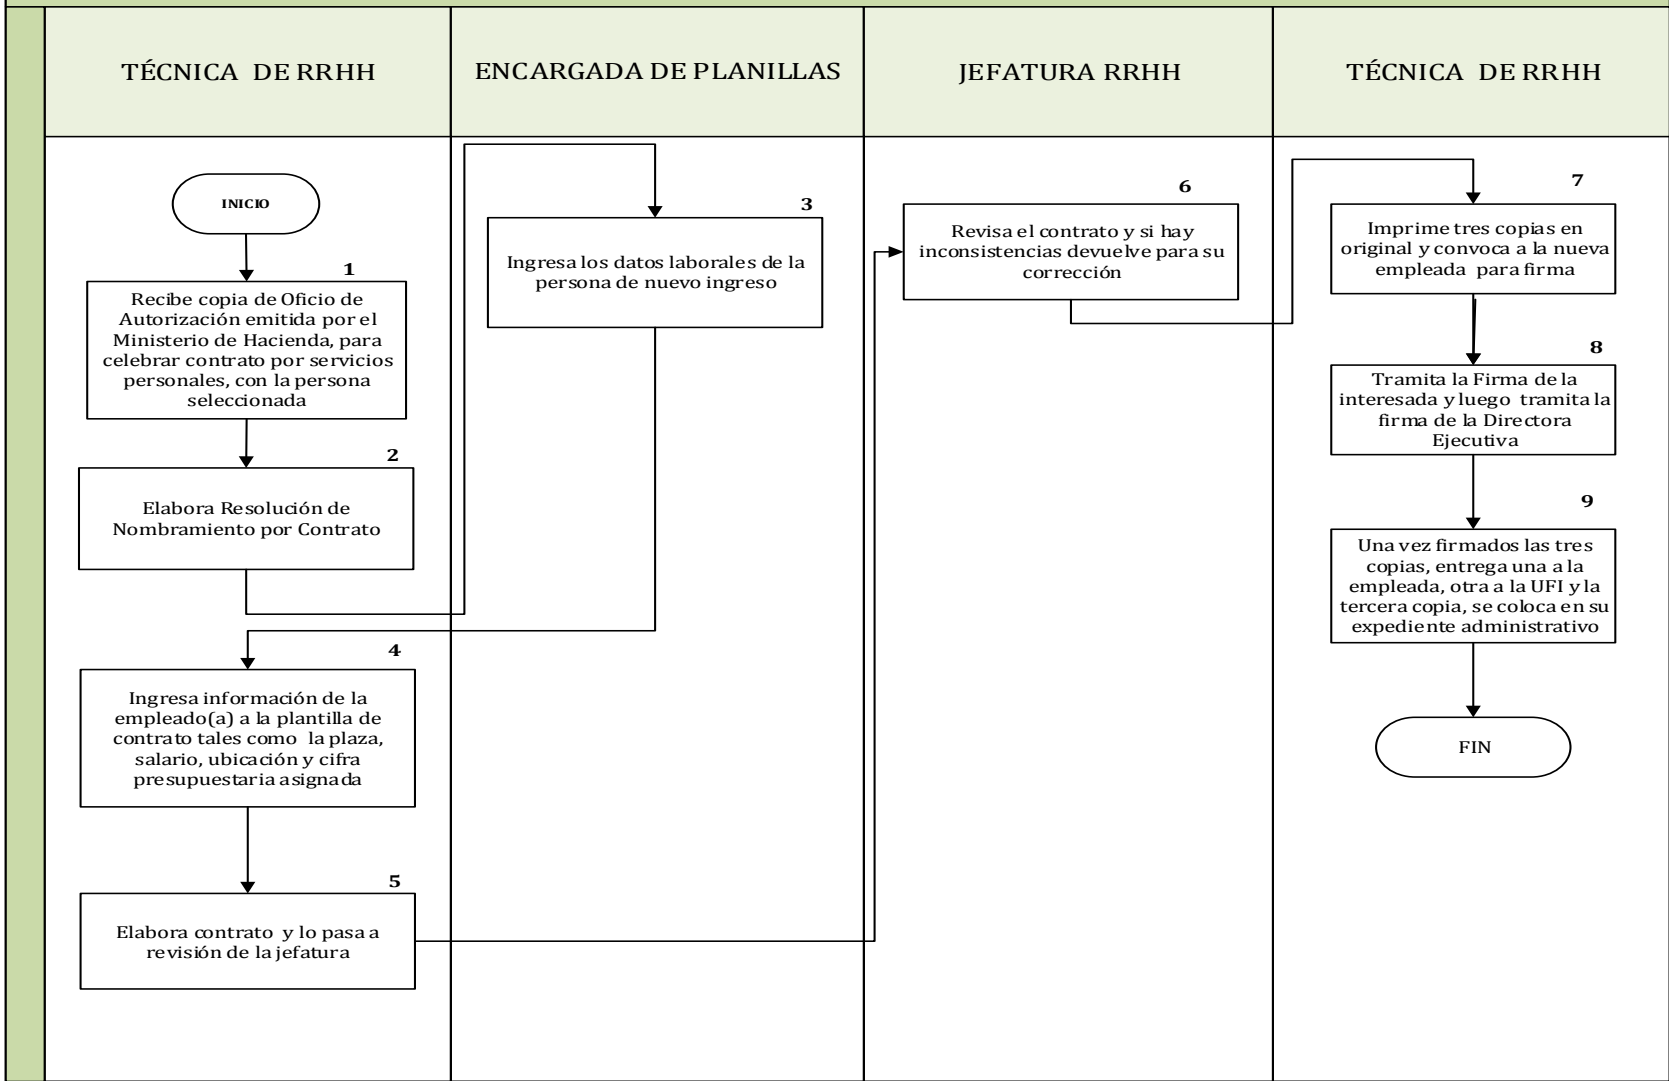 TÉCNICA DE RRHH
ENCARGADA DE PLANILLAS
JEFATURA RRHH
TÉCNICA DE RRHH
INICIO
1
Recibe copia de Oficio de
Autorización emitida por el
Ministerio de Hacienda, para
celebrar contrato por servicios
personales, con la persona
seleccionada
2
Elabora Resolución de
Nombramiento por Contrato
3
Ingresa los datos laborales de la
persona de nuevo ingreso
4
Ingresa información de la
empleado(a) a la plantilla de
contrato tales como la plaza,
salario, ubicación y cifra
presupuestaria asignada
5
Elabora contrato y lo pasa a
revisión de la jefatura
6
Revisa el contrato y si hay
inconsistencias devuelve para su
corrección
7
Imprime tres copias en
original y convoca a la nueva
empleada para firma
8
Tramita la Firma de la
interesada y luego tramita la
firma de la Directora
Ejecutiva
9
Una vez firmados las tres
copias, entrega una a la
empleada, otra a la UFI y la
tercera copia, se coloca en su
expediente administrativo
FIN